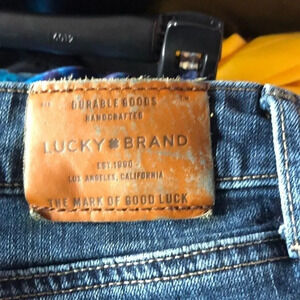 DURABLE GOODS
HANDCRAFTED
LUCKY BRAND
EST. 1990
LOS ANGELES, CALIFORNIA
THE MARK OF GOOD LUCK